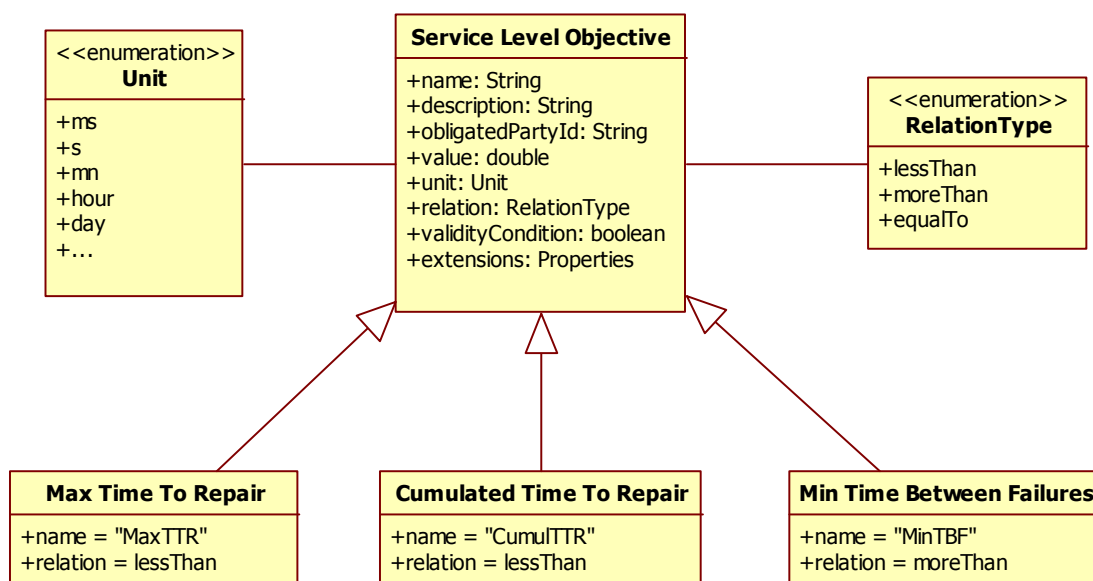 <<enumeration>>
Unit
+ms
+s
+mn
+hour
+day
+...
Service Level Objective
+name: String
+description: String
+obligatedPartyId: String
+value: double
+unit: Unit
+relation: RelationType
+validityCondition: boolean
+extensions: Properties
<<enumeration>>
RelationType
+lessThan
+moreThan
+equalTo
Max Time To Repair
+name = "MaxTTR"
+relation = lessThan
Cumulated Time To Repair
+name = "CumulTTR"
+relation = lessThan
Min Time Between Failures
+name = "MinTBF"
+relation = moreThan